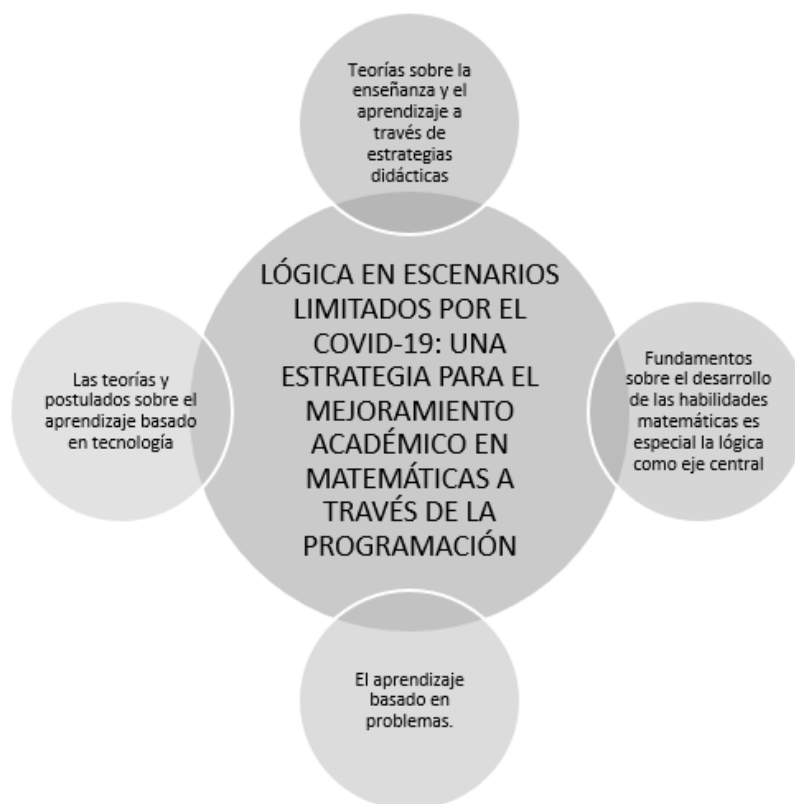 Teorías sobre la
enseñanza y el
aprendizaje a
través de
estrategias
didácticas
LÓGICA EN ESCENARIOS
LIMITADOS POR EL
COVID-19: UNA
ESTRATEGIA PARA EL
MEJORAMIENTO
ACADÉMICO EN
MATEMÁTICAS A
TRAVÉS DE LA
PROGRAMACIÓN
Las teorías y
postulados sobre el
aprendizaje basado
en tecnología
Fundamentos
sobre el desarrollo
de las habilidades
matemáticas es
especial la lógica
como eje central
El aprendizaje
basado en
problemas.